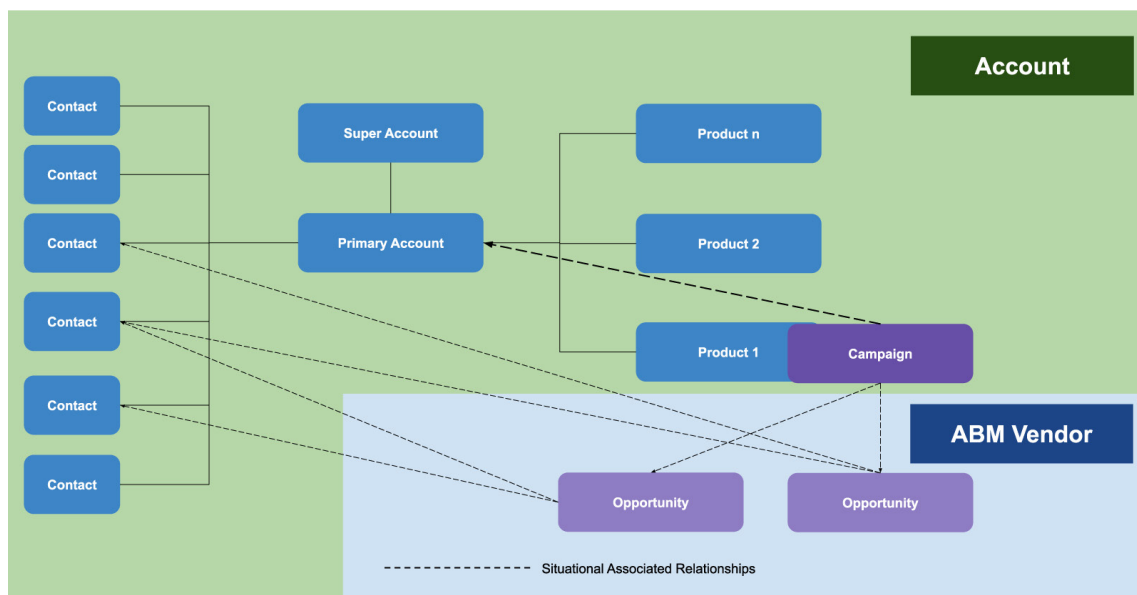 Account
Contact
Super Account
Product n
Contact
Contact
Primary Account
Product 2
Contact
Product 1
Campaign
Contact
ABM Vendor
Contact
Opportunity
Opportunity
Situational Associated Relationships